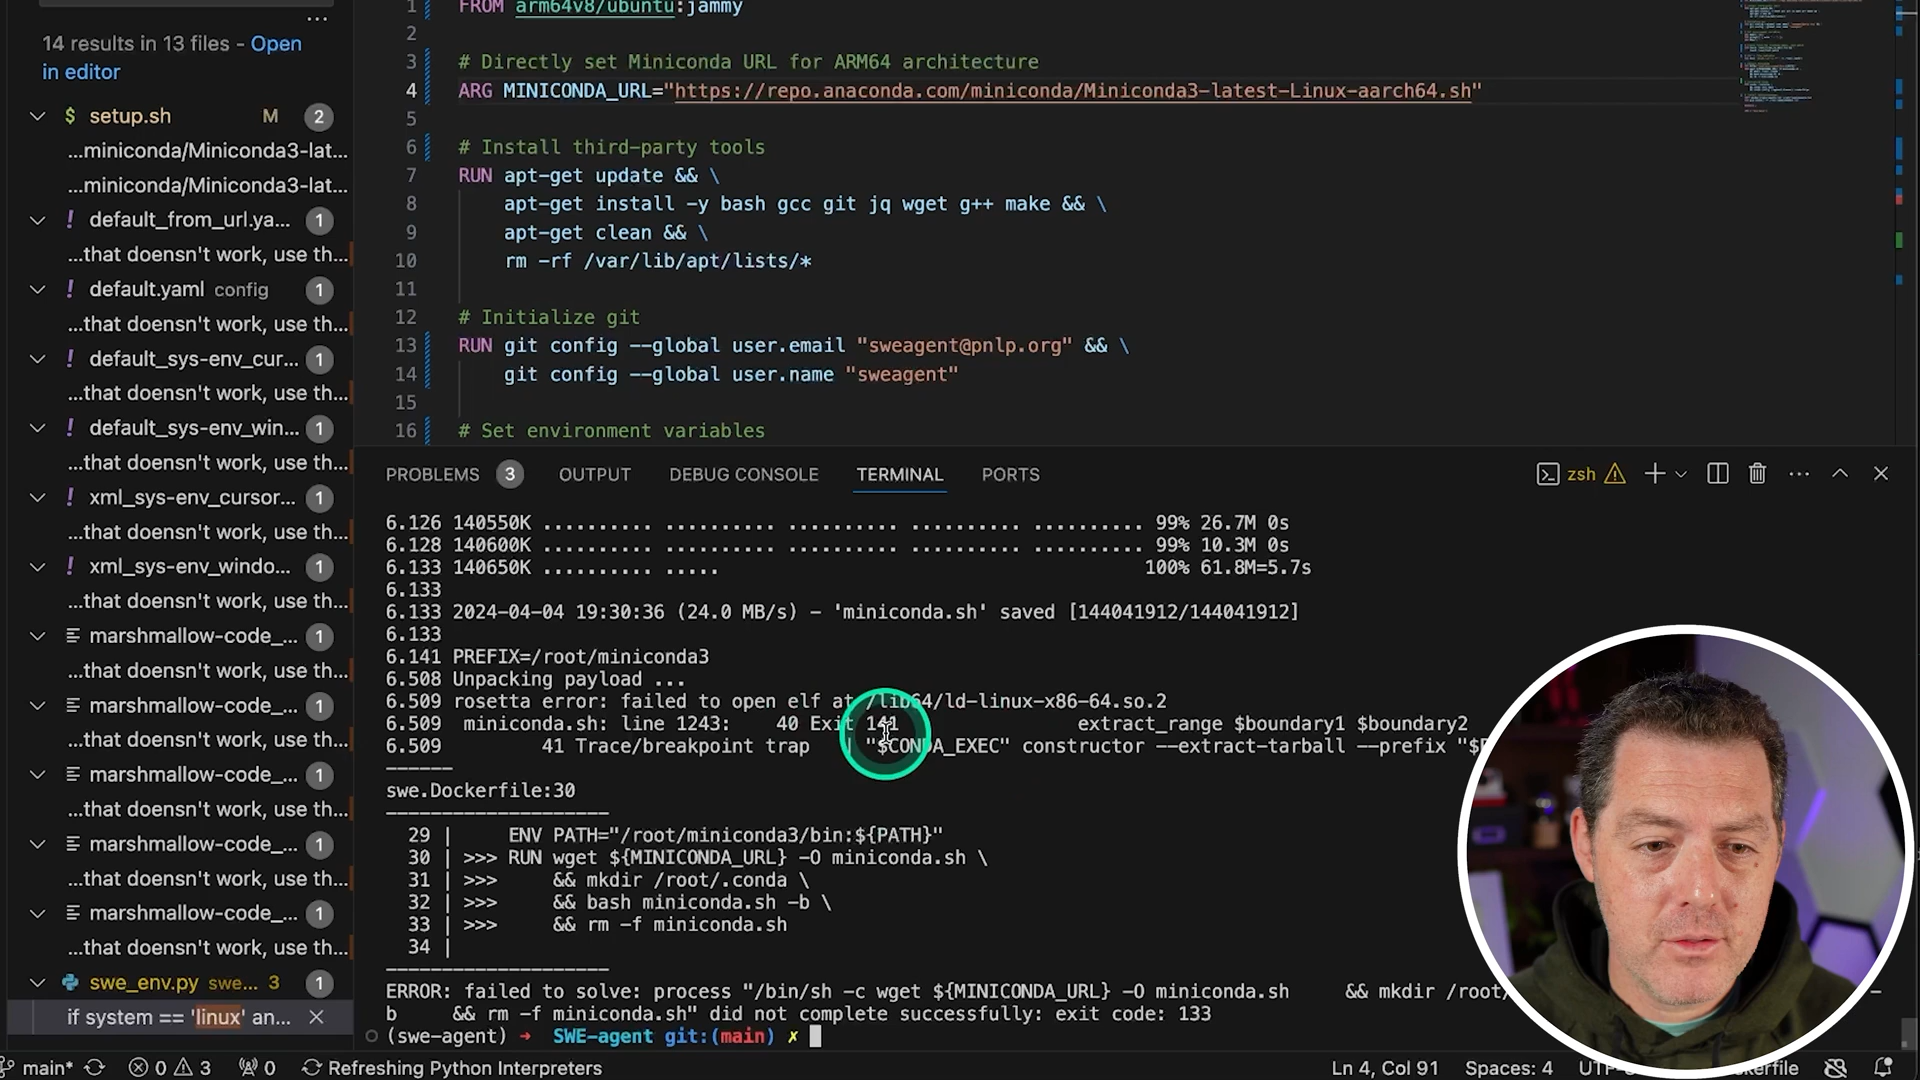 14 results in 13 files - Open
in editor
setup.sh M 2
...miniconda/Miniconda3-lat...
...miniconda/Miniconda3-lat...
default_from_url.ya... 1
...that doensn't work, use th...
default.yaml config 1
...that doensn't work, use th...
default_sys-env_cur... 1
...that doensn't work, use th...
default_sys-env_win... 1
...that doensn't work, use th...
xml_sys-env_cursor... 1
...that doensn't work, use th...
xml_sys-env_windo... 1
...that doensn't work, use th...
marshmallow-code_... 1
...that doensn't work, use th...
marshmallow-code_... 1
...that doensn't work, use th...
marshmallow-code_... 1
...that doensn't work, use th...
marshmallow-code_... 1
...that doensn't work, use th...
marshmallow-code_... 1
...that doensn't work, use th...
swe_env.py swe... 3 1
if system == 'linux' an...
1 FROM arm64v8/ubuntu:jammy
2
3 # Directly set Miniconda URL for ARM64 architecture
4 ARG MINICONDA_URL="https://repo.anaconda.com/miniconda/Miniconda3-latest-Linux-aarch64.sh"
5
6 # Install third-party tools
7 RUN apt-get update && \
8 apt-get install -y bash gcc git jq wget g++ make && \
9 apt-get clean && \
10 rm -rf /var/lib/apt/lists/*
11
12 # Initialize git
13 RUN git config --global user.email "sweagent@pnlp.org" && \
14 git config --global user.name "sweagent"
15
16 # Set environment variables
PROBLEMS 3 OUTPUT DEBUG CONSOLE TERMINAL PORTS zsh
6.126 140550K .......... .......... .......... .......... .......... 99% 26.7M 0s
6.128 140600K .......... .......... .......... .......... .......... 99% 10.3M 0s
6.133 140650K .......... ..... 100% 61.8M=5.7s
6.133
6.133 2024-04-04 19:30:36 (24.0 MB/s) - 'miniconda.sh' saved [144041912/144041912]
6.133
6.141 PREFIX=/root/miniconda3
6.508 Unpacking payload ...
6.509 rosetta error: failed to open elf at /lib64/ld-linux-x86-64.so.2
6.509 miniconda.sh: line 1243: 40 Exit 141 extract_range $boundary1 $boundary2
6.509 41 Trace/breakpoint trap | "$CONDA_EXEC" constructor --extract-tarball --prefix "$
------
swe.Dockerfile:30
--------------------
29 | ENV PATH="/root/miniconda3/bin:${PATH}"
30 | >>> RUN wget ${MINICONDA_URL} -O miniconda.sh \
31 | >>> && mkdir /root/.conda \
32 | >>> && bash miniconda.sh -b \
33 | >>> && rm -f miniconda.sh
34 |
--------------------
ERROR: failed to solve: process "/bin/sh -c wget ${MINICONDA_URL} -O miniconda.sh && mkdir /root/
b && rm -f miniconda.sh" did not complete successfully: exit code: 133
(swe-agent) → SWE-agent git:(main) ✗
main* 0 3 0 Refreshing Python Interpreters Ln 4, Col 91 Spaces: 4